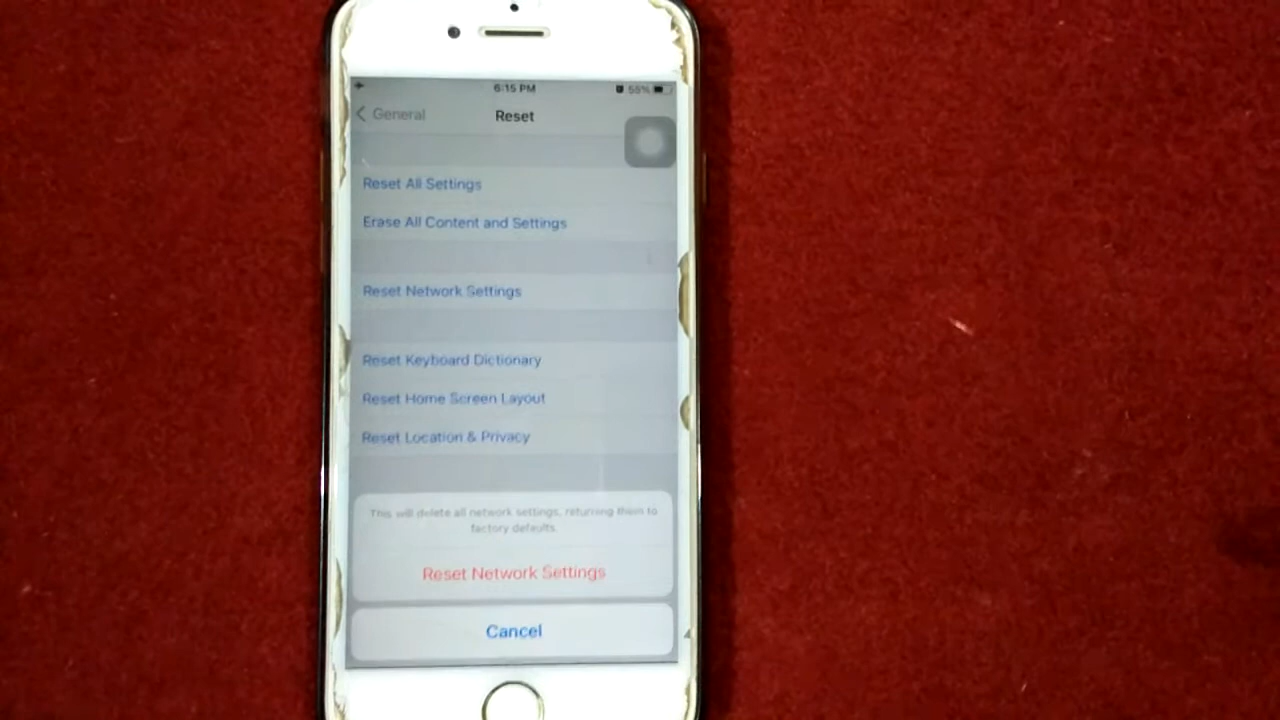 6:15 PM
55%
General
Reset
Reset All Settings
Erase All Content and Settings
Reset Network Settings
Reset Keyboard Dictionary
Reset Home Screen Layout
Reset Location & Privacy
This will delete all network settings, returning them to
factory defaults.
Reset Network Settings
Cancel